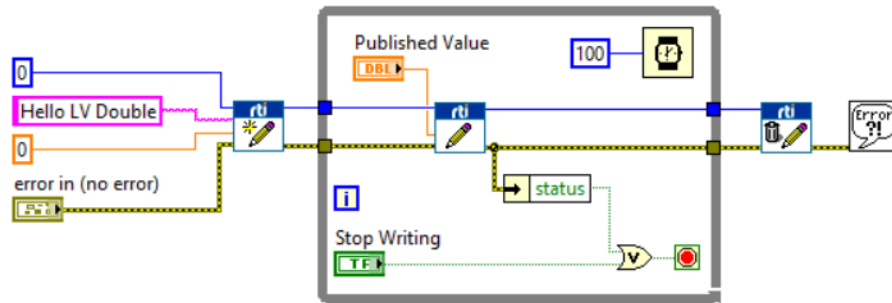 Published Value
100
DBL
0
Hello LV Double
rti
rti
rti
Error
?!
0
error in (no error)
status
i
Stop Writing
TF
V